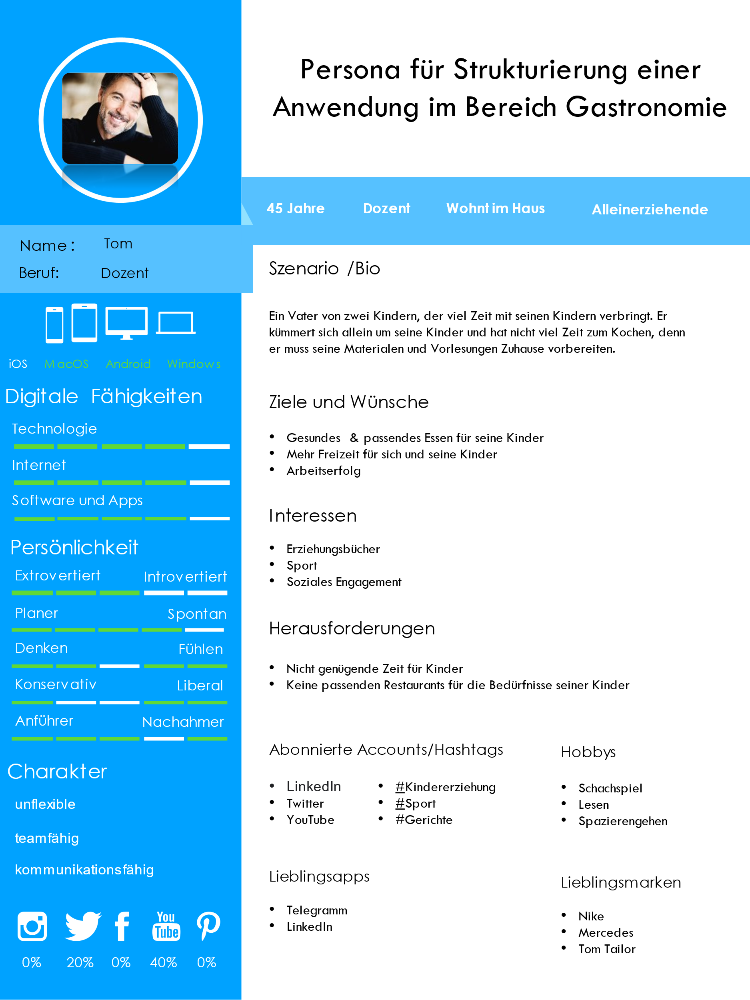 Persona für Strukturierung einer
Anwendung im Bereich Gastronomie
45 Jahre Dozent Wohnt im Haus Alleinerziehende
Name : Tom
Beruf: Dozent
iOS MacOS Android Windows
Digitale Fähigkeiten
Technologie
Internet
Software und Apps
Persönlichkeit
Extrovertiert Introvertiert
Planer Spontan
Denken Fühlen
Konservativ Liberal
Anführer Nachahmer
Charakter
unflexible
teamfähig
kommunikationsfähig
You
Tube
0% 20% 0% 40% 0%
Szenario /Bio
Ein Vater von zwei Kindern, der viel Zeit mit seinen Kindern verbringt. Er
kümmert sich allein um seine Kinder und hat nicht viel Zeit zum Kochen, denn
er muss seine Materialen und Vorlesungen Zuhause vorbereiten.
Ziele und Wünsche
• Gesundes & passendes Essen für seine Kinder
• Mehr Freizeit für sich und seine Kinder
• Arbeitserfolg
Interessen
• Erziehungsbücher
• Sport
• Soziales Engagement
Herausforderungen
• Nicht genügende Zeit für Kinder
• Keine passenden Restaurants für die Bedürfnisse seiner Kinder
Abonnierte Accounts/Hashtags
• LinkedIn
• Twitter
• YouTube
• #Kindererziehung
• #Sport
• #Gerichte
Hobbys
• Schachspiel
• Lesen
• Spazierengehen
Lieblingsapps
• Telegramm
• LinkedIn
Lieblingsmarken
• Nike
• Mercedes
• Tom Tailor